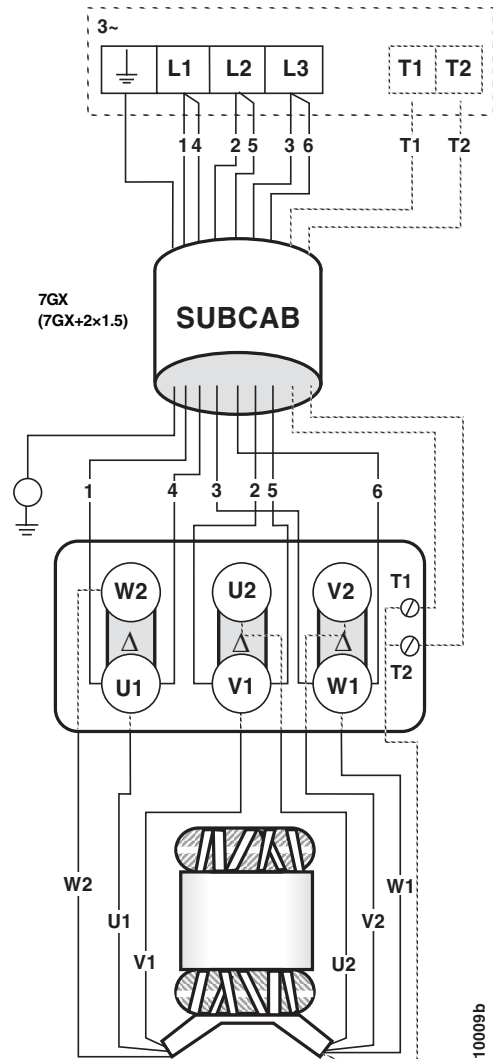 3~
L1 L2 L3 T1 T2
1 4 2 5 3 6 T1 T2
7GX
(7GX+2×1.5)
SUBCAB
1 4 3 2 5 6
W2 U2 V2 T1
Δ Δ Δ
T2
U1 V1 W1
W2 U1 V1 U2 V2 W1
10009b